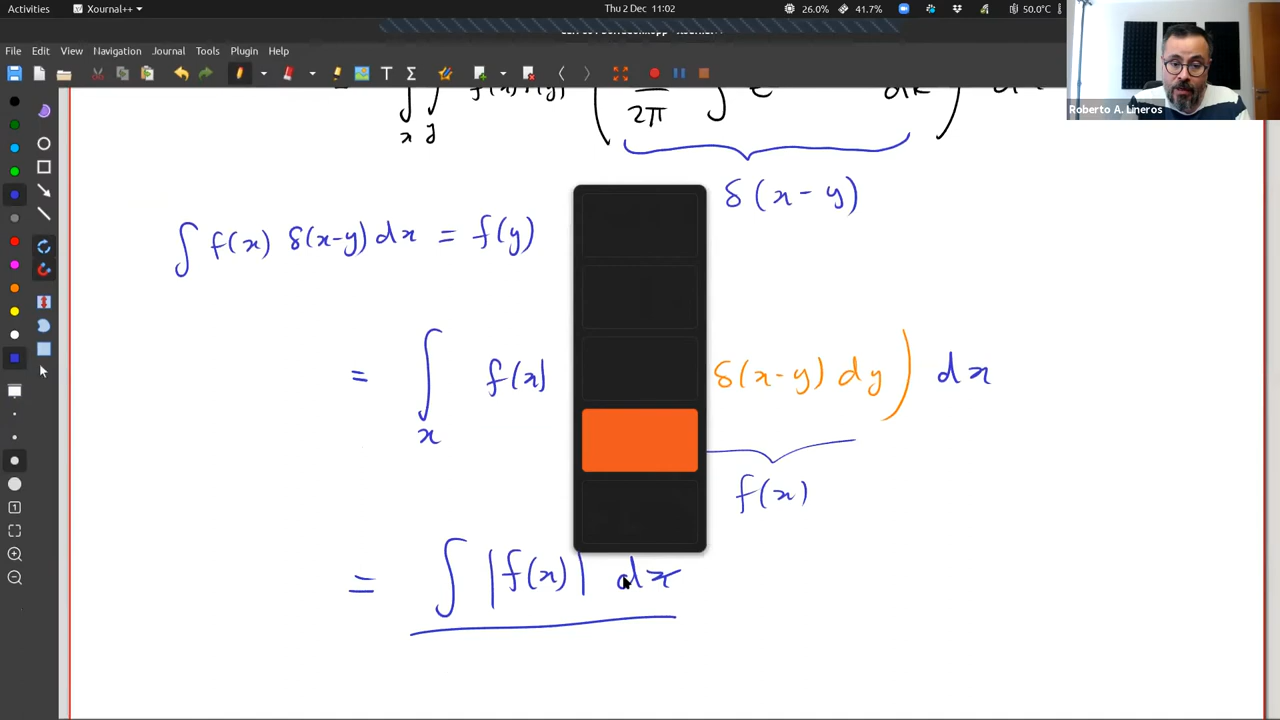 Activities Xournal++ Thu 2 Dec 11:02 26.0% 41.7% 50.0°C
File Edit View Navigation Journal Tools Plugin Help
Roberto A. Lineros
x y 2π
δ(x-y)
∫ f(x) δ(x-y) dx = f(y)
= ∫ f(x) δ(x-y) dy) dx
x
f(x)
= ∫ |f(x)| dx